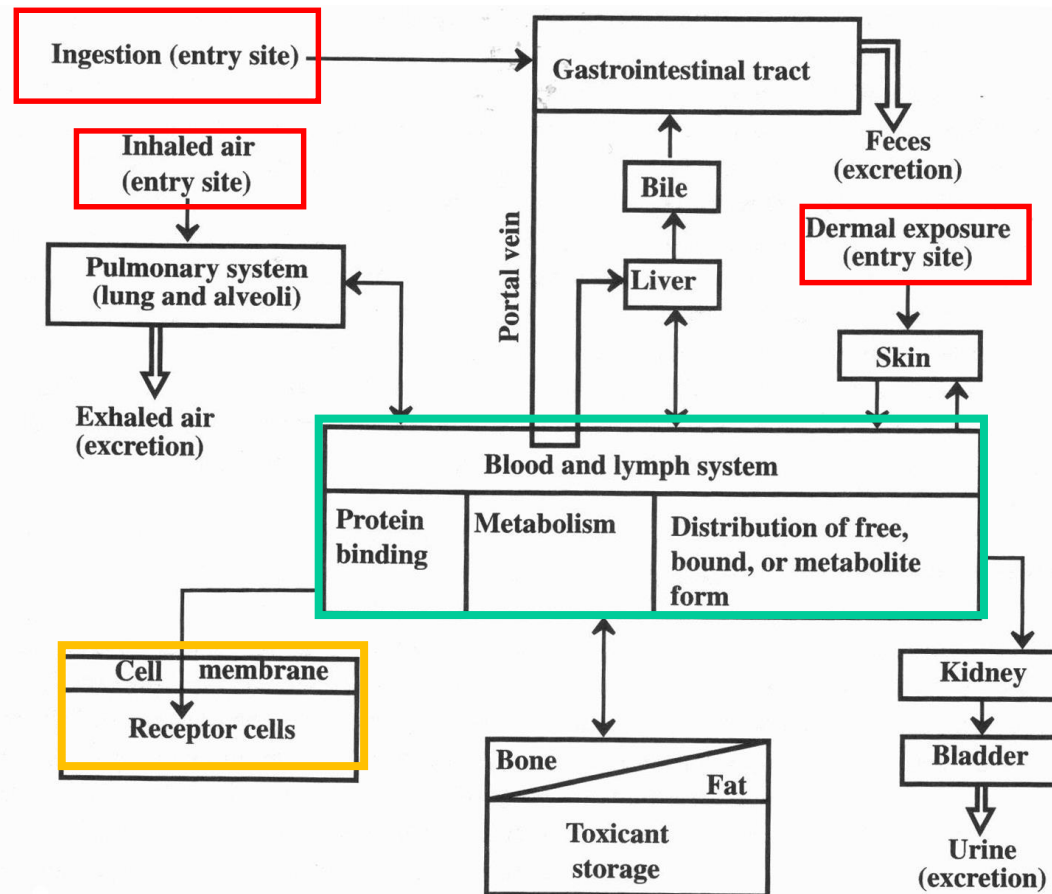 Ingestion (entry site)
Gastrointestinal tract
Feces
(excretion)
Inhaled air
(entry site)
Bile
Dermal exposure
(entry site)
Pulmonary system
(lung and alveoli)
Portal vein
Liver
Skin
Exhaled air
(excretion)
Blood and lymph system
Protein
binding
Metabolism
Distribution of free,
bound, or metabolite
form
Cell membrane
Receptor cells
Kidney
Bladder
Bone
Fat
Toxicant
storage
Urine
(excretion)